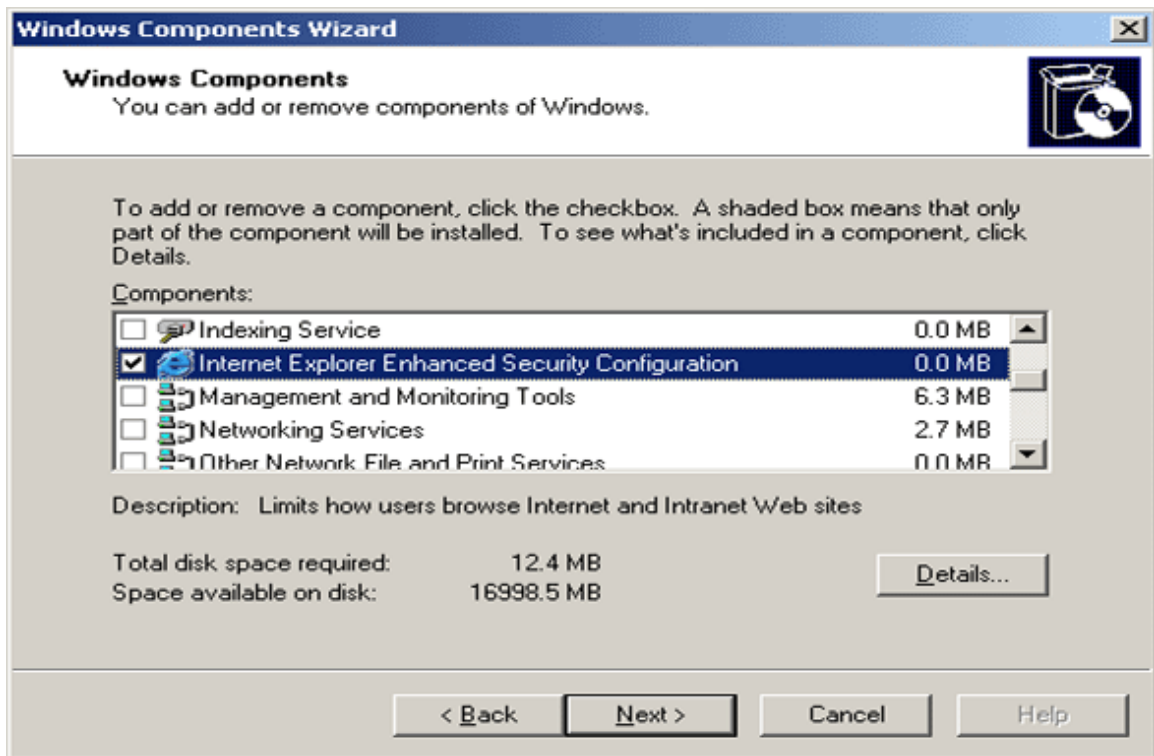 Windows Components Wizard
Windows Components
You can add or remove components of Windows.
To add or remove a component, click the checkbox. A shaded box means that only
part of the component will be installed. To see what's included in a component, click
Details.
Components:
Indexing Service 0.0 MB
Internet Explorer Enhanced Security Configuration 0.0 MB
Management and Monitoring Tools 6.3 MB
Networking Services 2.7 MB
Other Network File and Print Services 0.0 MB
Description: Limits how users browse Internet and Intranet Web sites
Total disk space required: 12.4 MB
Space available on disk: 16998.5 MB
Details...
< Back Next > Cancel Help